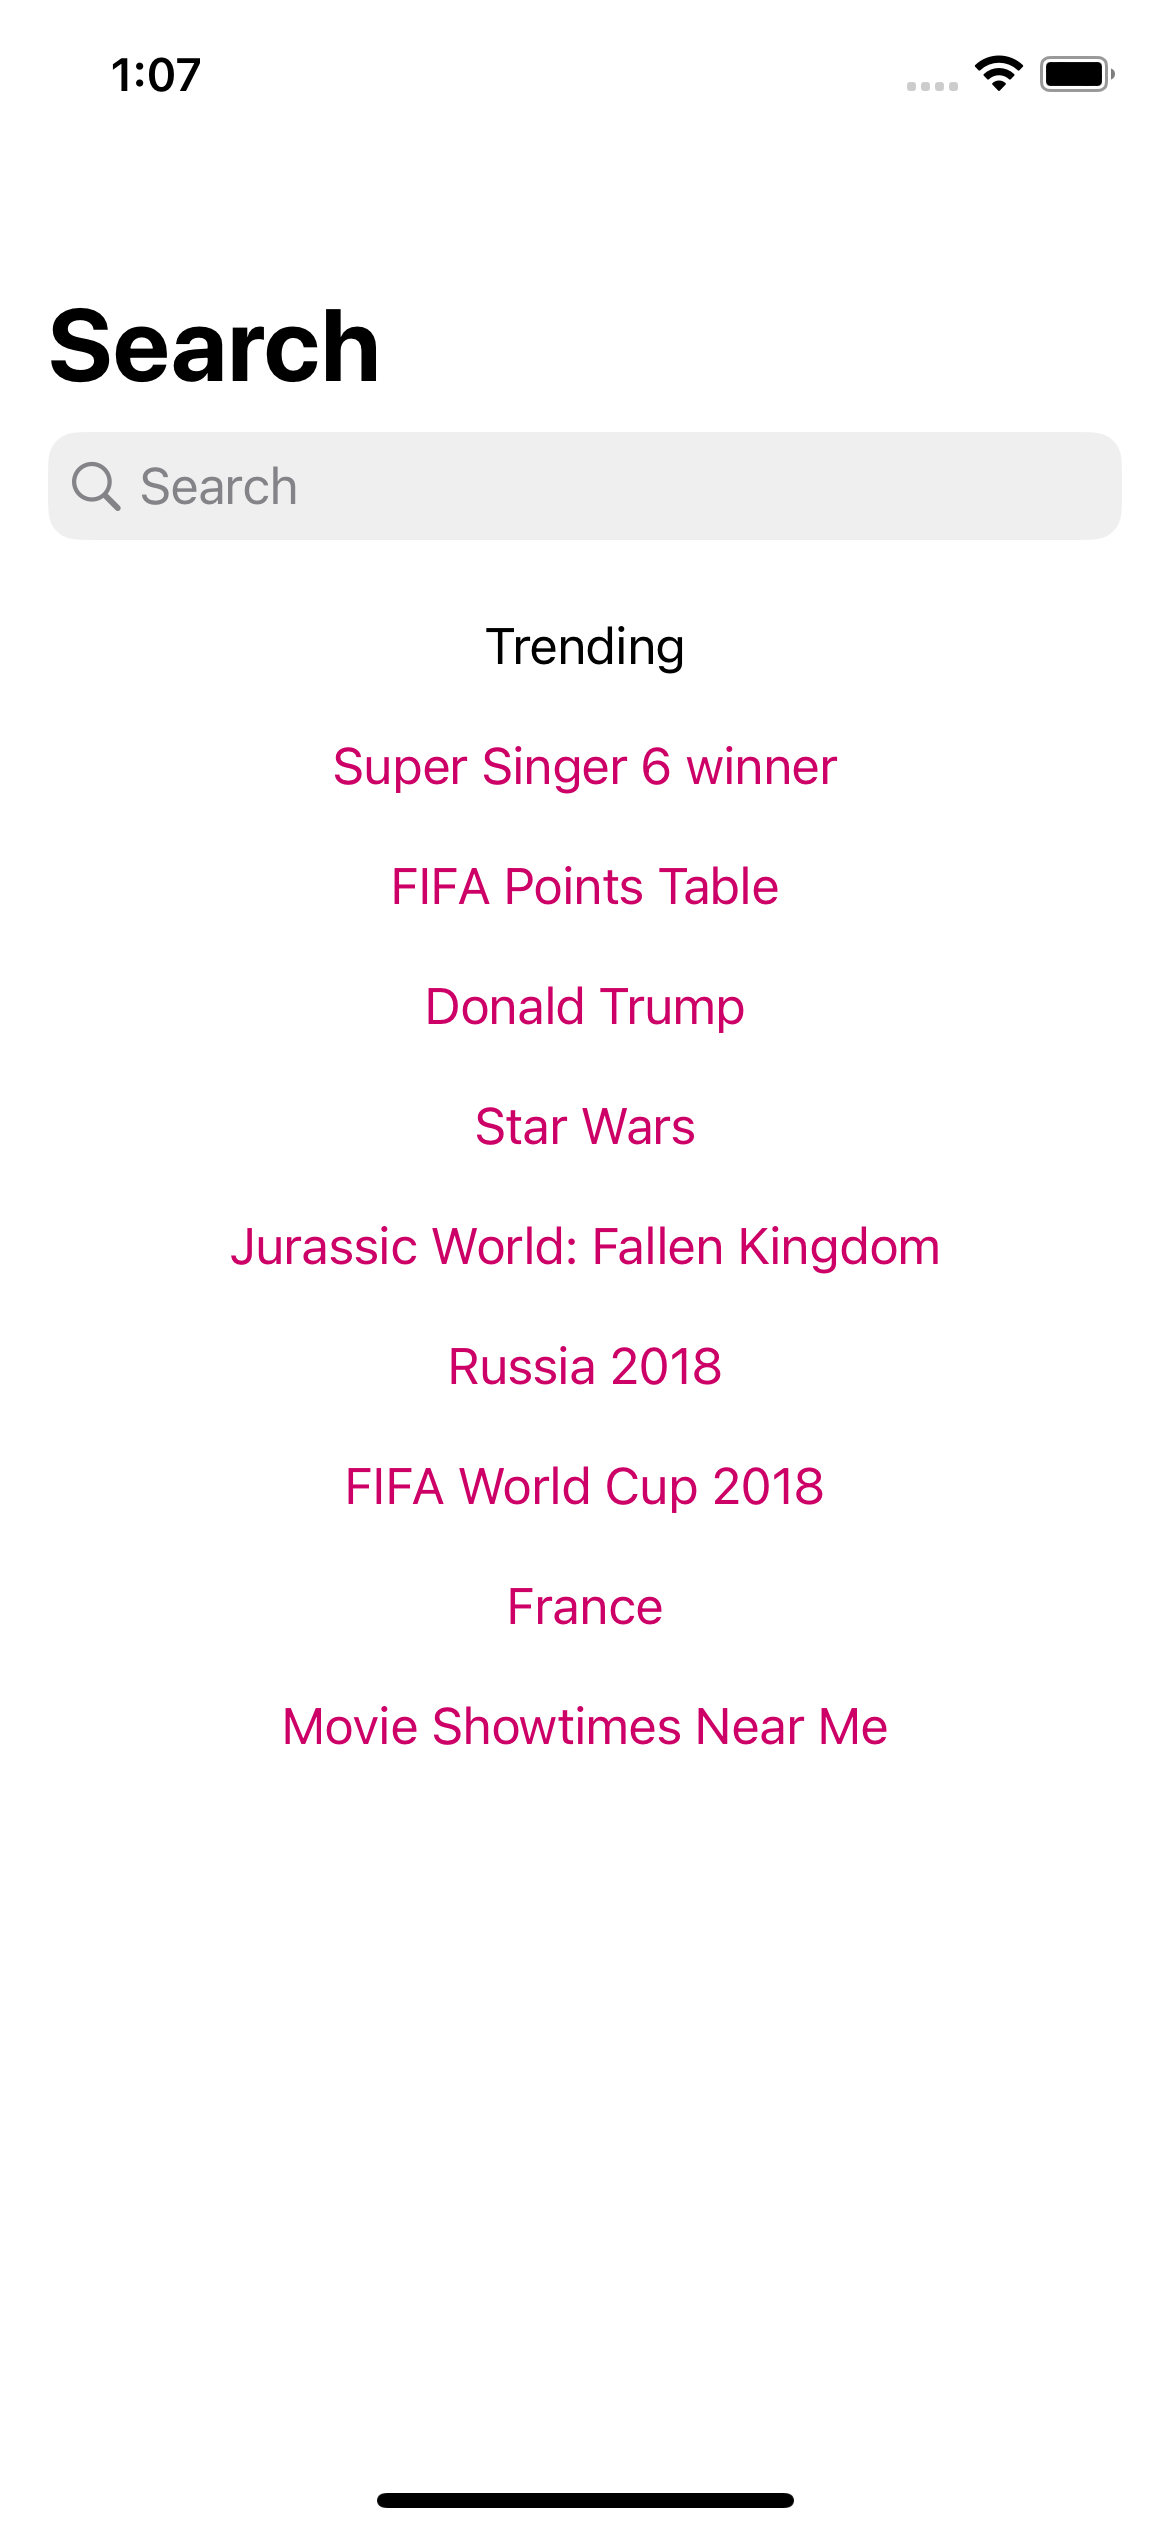 1:07
Search
Search
Trending
Super Singer 6 winner
FIFA Points Table
Donald Trump
Star Wars
Jurassic World: Fallen Kingdom
Russia 2018
FIFA World Cup 2018
France
Movie Showtimes Near Me